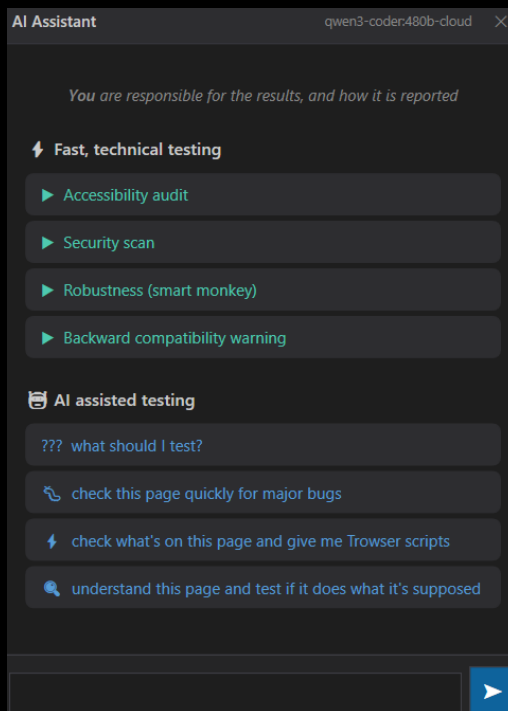 AI Assistant
qwen3-coder:480b-cloud
You are responsible for the results, and how it is reported
Fast, technical testing
Accessibility audit
Security scan
Robustness (smart monkey)
Backward compatibility warning
AI assisted testing
??? what should I test?
check this page quickly for major bugs
check what's on this page and give me Trowser scripts
understand this page and test if it does what it's supposed